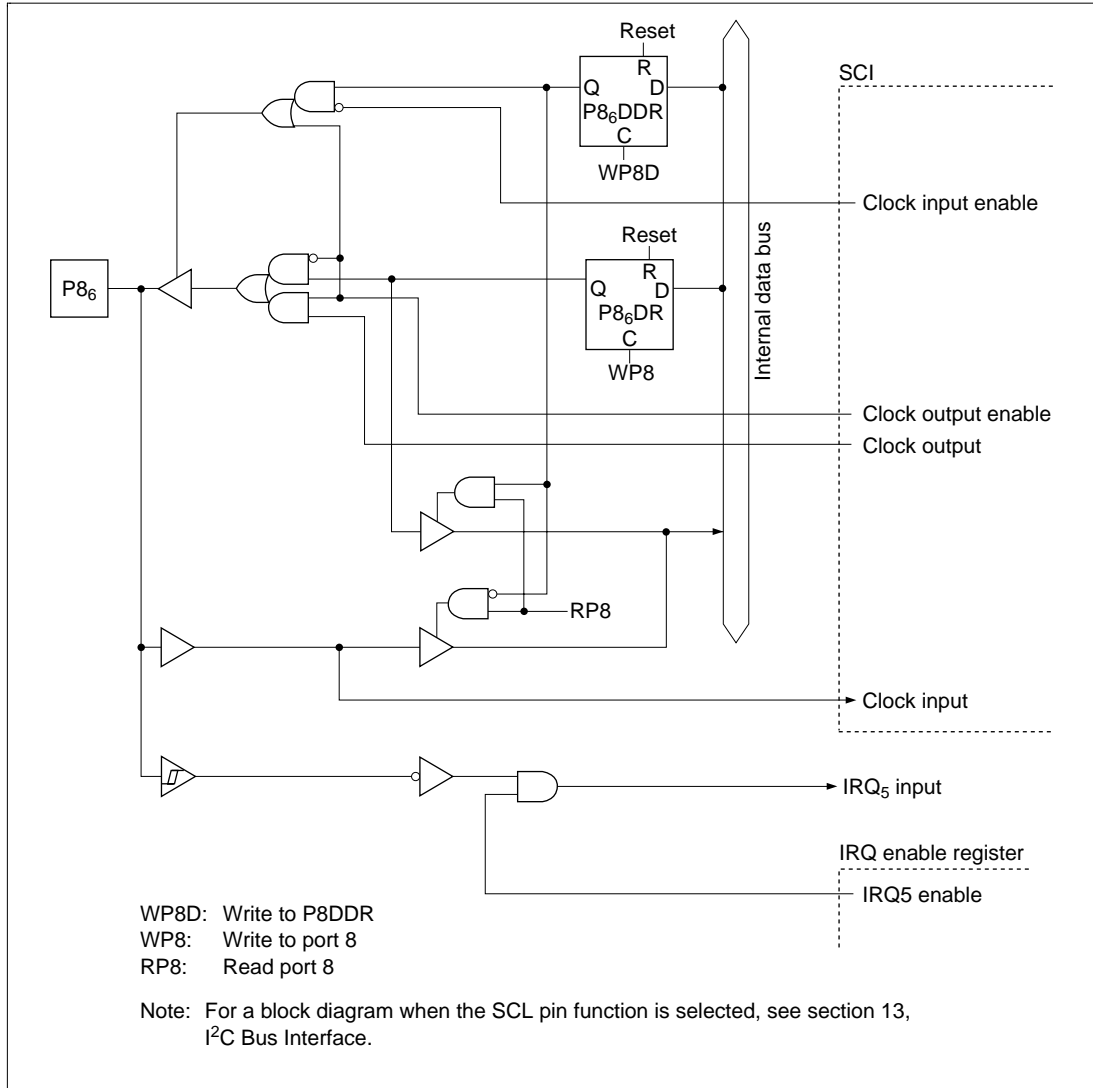 Reset
R
SCI
Q
D
P8₆DDR
C
WP8D
Clock input enable
Reset
R
P8₆
Q
D
P8₆DR
C
WP8
Internal data bus
Clock output enable
Clock output
RP8
Clock input
IRQ₅ input
IRQ enable register
IRQ5 enable
WP8D: Write to P8DDR
WP8: Write to port 8
RP8: Read port 8
Note: For a block diagram when the SCL pin function is selected, see section 13,
I²C Bus Interface.